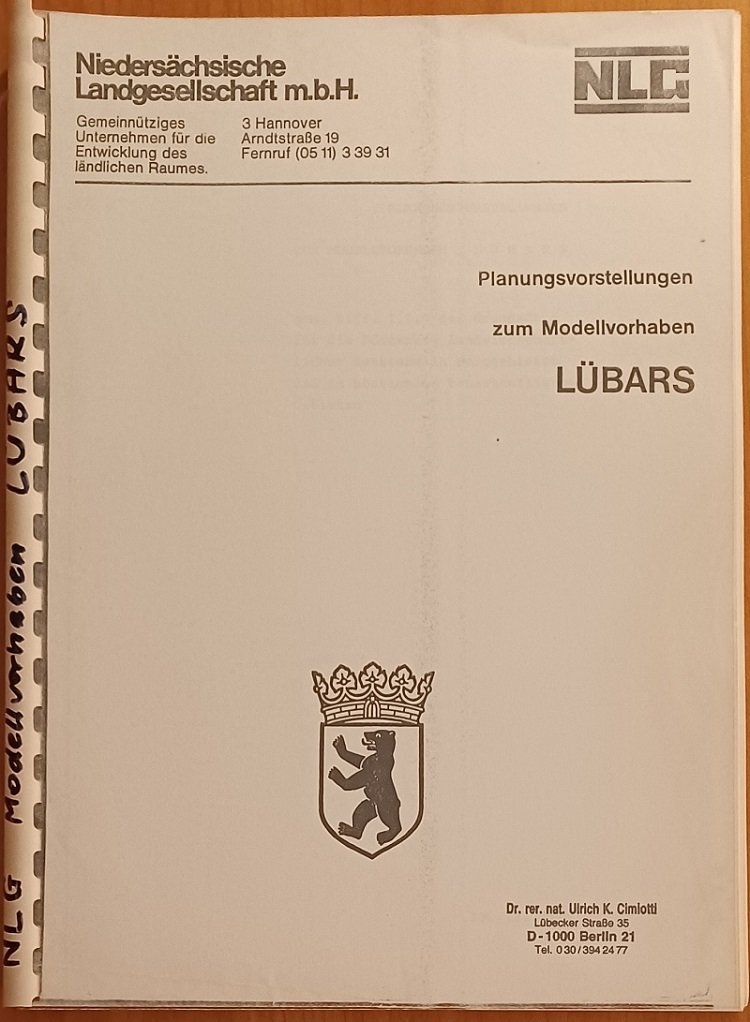 Niedersächsische
Landgesellschaft m.b.H.
NLG
Gemeinnütziges
Unternehmen für die
Entwicklung des
ländlichen Raumes.
3 Hannover
Arndtstraße 19
Fernruf (05 11) 3 39 31
Planungsvorstellungen
zum Modellvorhaben
LÜBARS
Dr. rer. nat. Ulrich K. Cimiotti
Lübecker Straße 35
D-1000 Berlin 21
Tel. 030/394 24 77
NLG Modellvorhaben LÜBARS